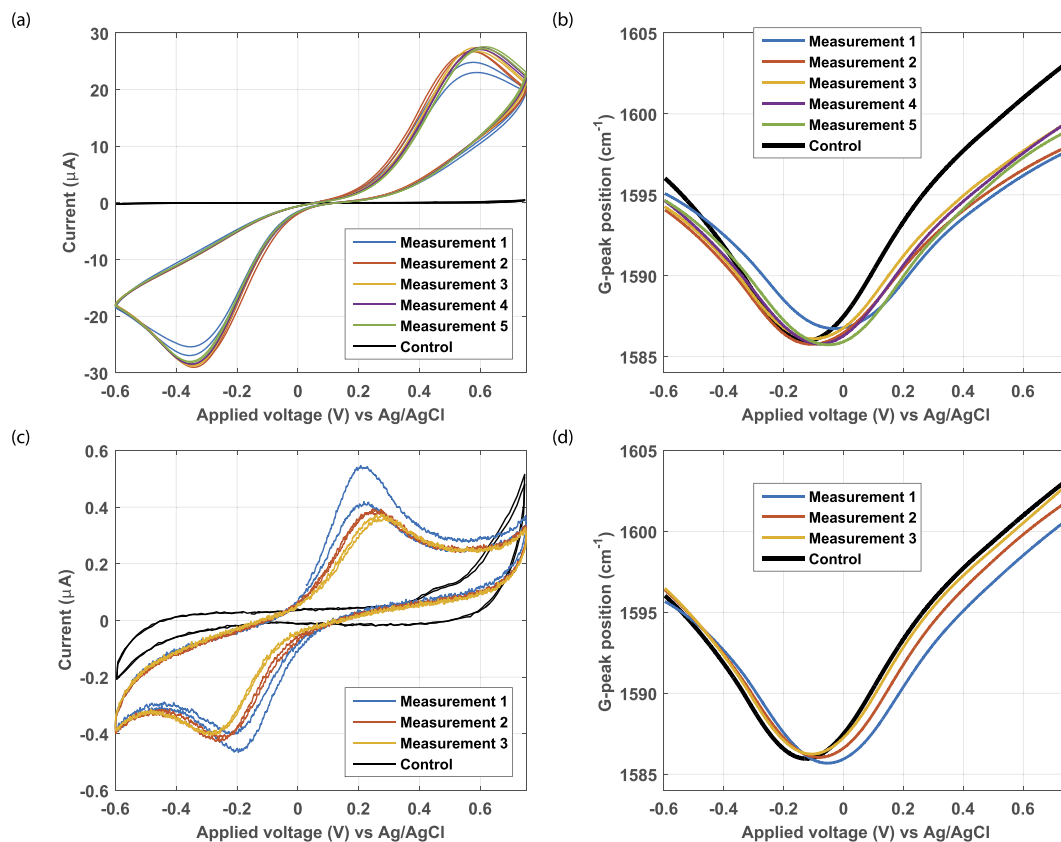 (a)
30
20
10
0
-10
-20
-30
Current (μA)
-0.6 -0.4 -0.2 0 0.2 0.4 0.6
Applied voltage (V) vs Ag/AgCl
Measurement 1
Measurement 2
Measurement 3
Measurement 4
Measurement 5
Control
(b)
1605
1600
1595
1590
1585
G-peak position (cm⁻¹)
-0.6 -0.4 -0.2 0 0.2 0.4 0.6
Applied voltage (V) vs Ag/AgCl
Measurement 1
Measurement 2
Measurement 3
Measurement 4
Measurement 5
Control
(c)
0.6
0.4
0.2
0
-0.2
-0.4
-0.6
Current (μA)
-0.6 -0.4 -0.2 0 0.2 0.4 0.6
Applied voltage (V) vs Ag/AgCl
Measurement 1
Measurement 2
Measurement 3
Control
(d)
1605
1600
1595
1590
1585
G-peak position (cm⁻¹)
-0.6 -0.4 -0.2 0 0.2 0.4 0.6
Applied voltage (V) vs Ag/AgCl
Measurement 1
Measurement 2
Measurement 3
Control